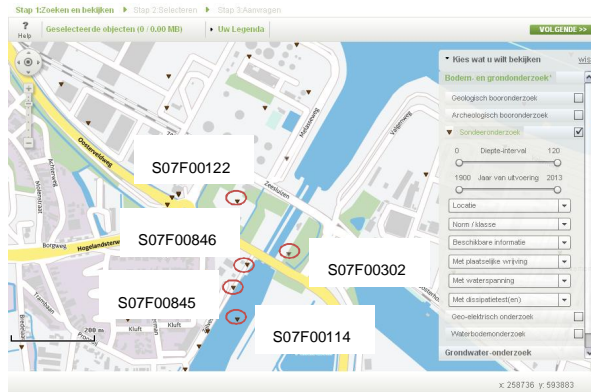 Stap 1:Zoeken en bekijken Stap 2:Selecteren Stap 3:Aanvragen
? Help
Geselecteerde objecten (0 / 0.00 MB)
Uw Legenda
VOLGENDE >>
Kies wat u wilt bekijken
wis
Bodem- en grondonderzoek*
Geologisch booronderzoek
Archeologisch booronderzoek
Sondeeronderzoek
0 Diepte-interval 120
1900 Jaar van uitvoering 2013
Locatie
Norm / klasse
Beschikbare informatie
Met plaatselijke wrijving
Met waterspanning
Met dissipatietest(en)
Geo-elektrisch onderzoek
Waterbodemonderzoek
Grondwater-onderzoek
Oosterveldweg
Zeesluizen
S07F00122
S07F00846
S07F00302
S07F00845
S07F00114
Borgweg
Kluft
Kluft
200 m
x: 258736 y: 593883